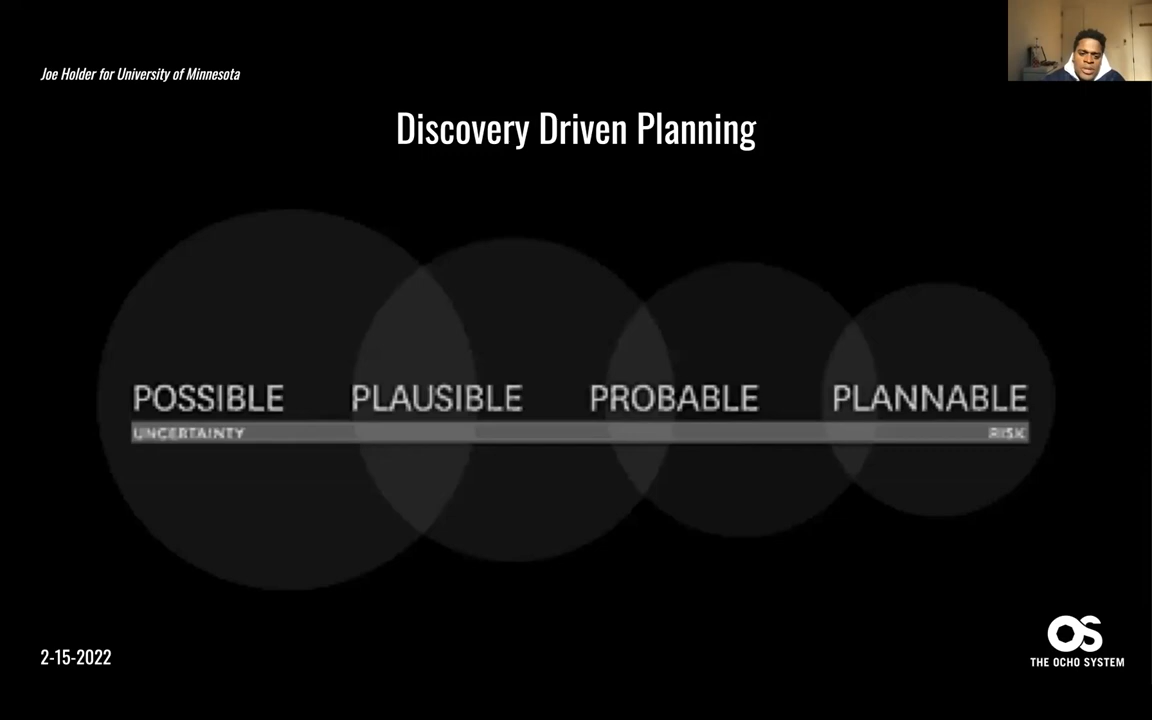 Joe Holder for University of Minnesota
Discovery Driven Planning
POSSIBLE PLAUSIBLE PROBABLE PLANNABLE
UNCERTAINTY RISK
OS
2-15-2022
THE OCHO SYSTEM